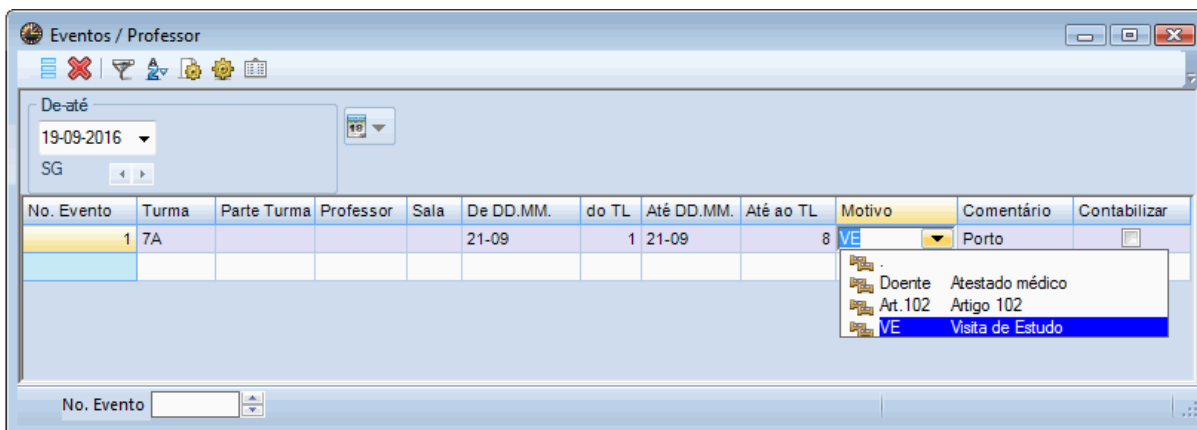 Eventos / Professor
De-até
19-09-2016
SG
No. Evento Turma Parte Turma Professor Sala De DD.MM. do TL Até DD.MM. Até ao TL Motivo Comentário Contabilizar
1 7A 21-09 1 21-09 8 VE Porto
.
Doente Atestado médico
Art.102 Artigo 102
VE Visita de Estudo
No. Evento